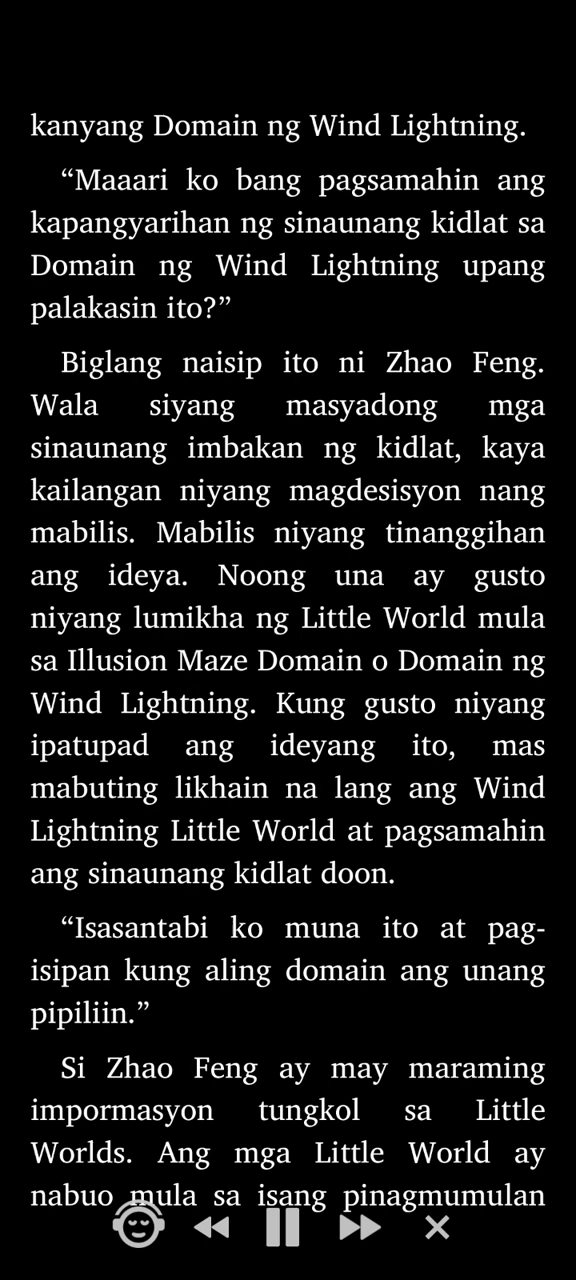 kanyang Domain ng Wind Lightning.
“Maaari ko bang pagsamahin ang
kapangyarihan ng sinaunang kidlat sa
Domain ng Wind Lightning upang
palakasin ito?”
Biglang naisip ito ni Zhao Feng.
Wala siyang masyadong mga
sinaunang imbakan ng kidlat, kaya
kailangan niyang magdesisyon nang
mabilis. Mabilis niyang tinanggihan
ang ideya. Noong una ay gusto
niyang lumikha ng Little World mula
sa Illusion Maze Domain o Domain ng
Wind Lightning. Kung gusto niyang
ipatupad ang ideyang ito, mas
mabuting likhain na lang ang Wind
Lightning Little World at pagsamahin
ang sinaunang kidlat doon.
“Isasantabi ko muna ito at pag-
isipan kung aling domain ang unang
pipiliin.”
Si Zhao Feng ay may maraming
impormasyon tungkol sa Little
Worlds. Ang mga Little World ay
nabuo mula sa isang pinagmumulan